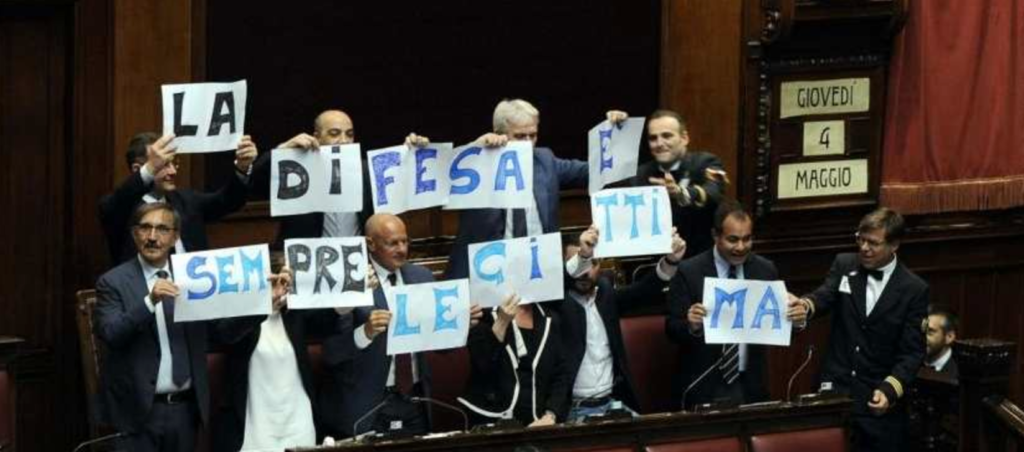 LA DIFESA E
SEMPRE LEGITTIMA
GIOVEDÌ
4
MAGGIO